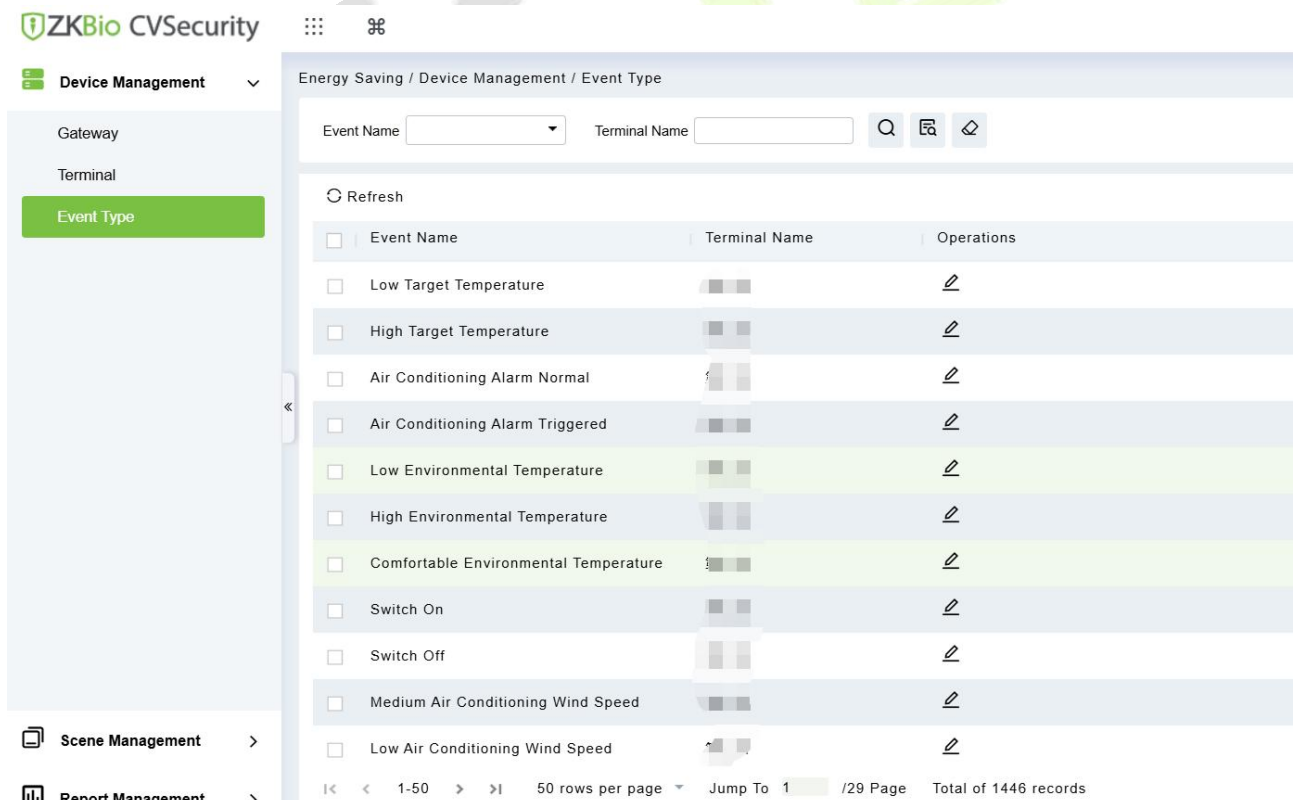 ZKBio CVSecurity
Device Management
Energy Saving / Device Management / Event Type
Gateway
Event Name
Terminal Name
Terminal
Event Type
Refresh
Event Name Terminal Name Operations
Low Target Temperature
High Target Temperature
Air Conditioning Alarm Normal
Air Conditioning Alarm Triggered
Low Environmental Temperature
High Environmental Temperature
Comfortable Environmental Temperature
Switch On
Switch Off
Medium Air Conditioning Wind Speed
Scene Management
Low Air Conditioning Wind Speed
1-50 50 rows per page Jump To 1 /29 Page Total of 1446 records
Report Management